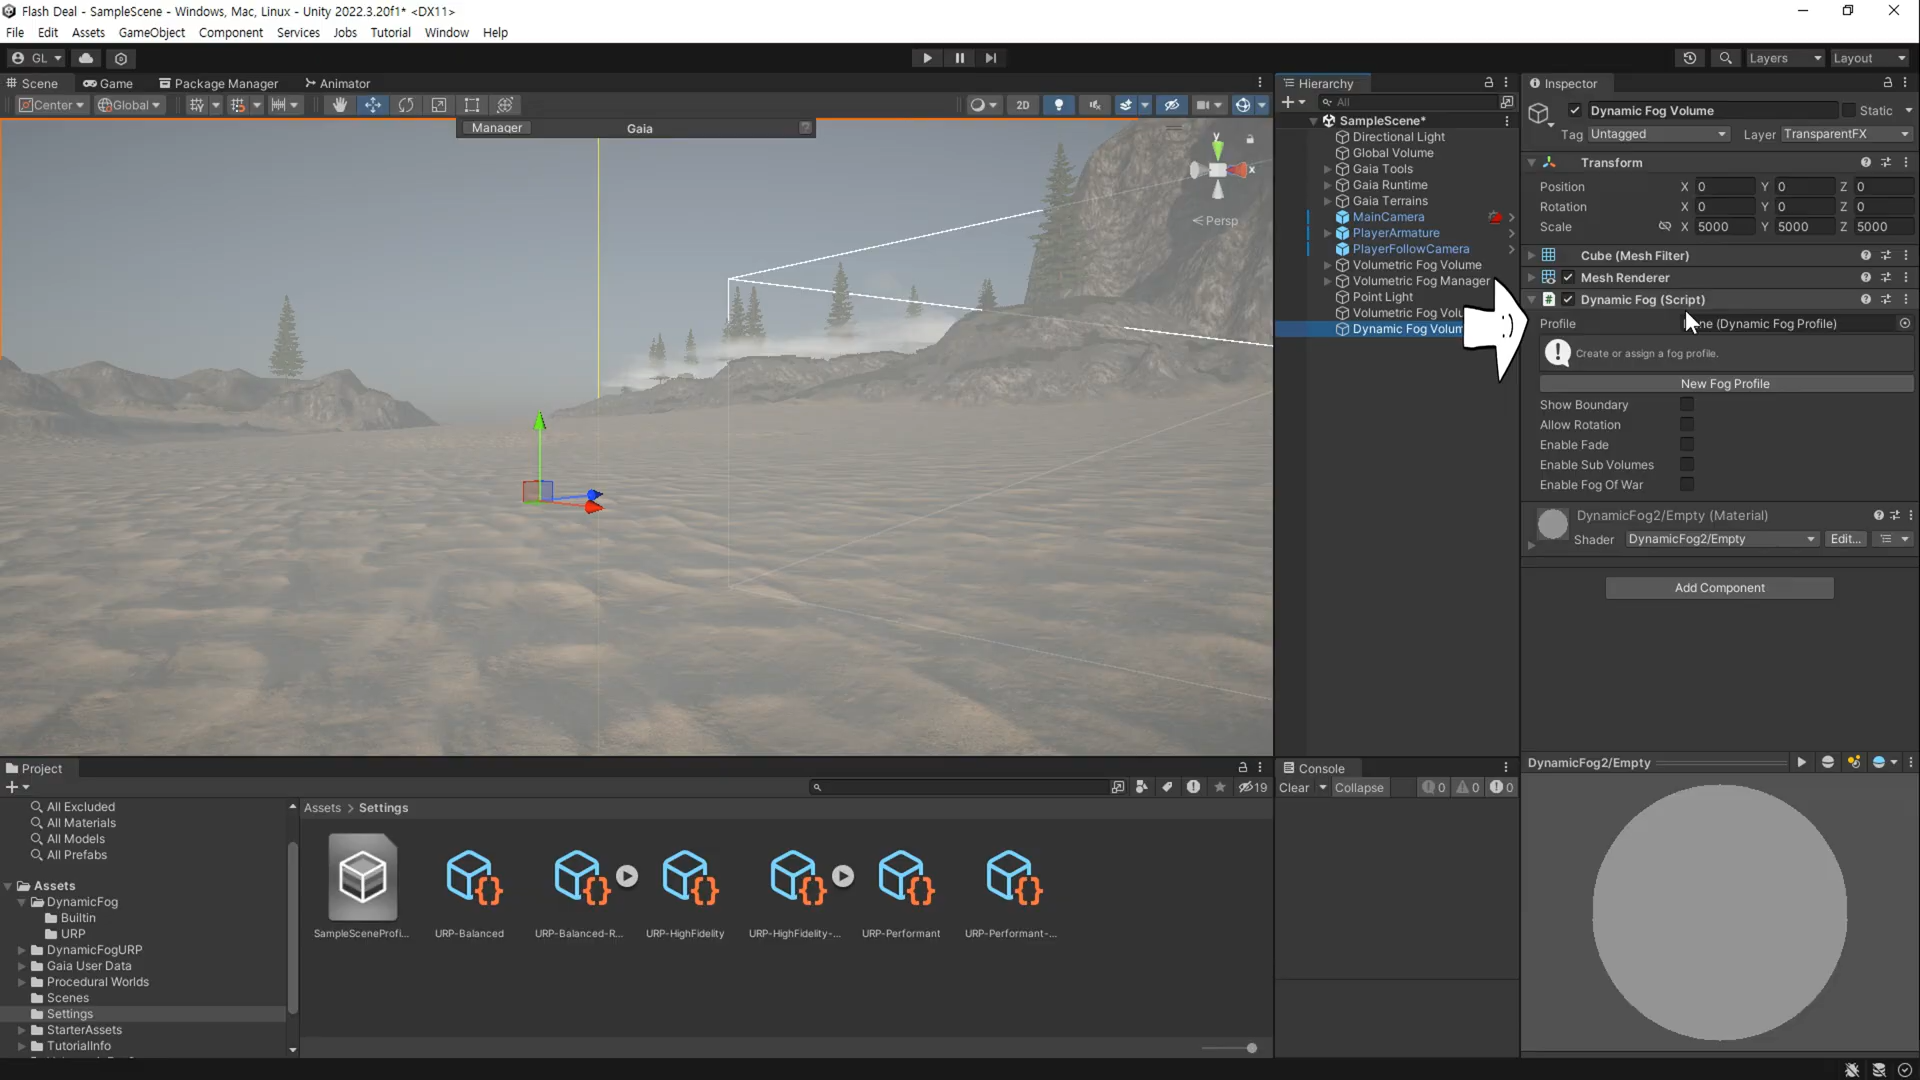 Flash Deal - SampleScene - Windows, Mac, Linux - Unity 2022.3.20f1* <DX11>
File Edit Assets GameObject Component Services Jobs Tutorial Window Help
GL
Layers Layout
Scene Game Package Manager Animator
Center Global 2D
Manager Gaia ?
y
x
Persp
Hierarchy
All
SampleScene*
Directional Light
Global Volume
Gaia Tools
Gaia Runtime
Gaia Terrains
MainCamera
PlayerArmature
PlayerFollowCamera
Volumetric Fog Volume
Volumetric Fog Manager
Point Light
Volumetric Fog Volu
Dynamic Fog Volum
Inspector
Dynamic Fog Volume Static
Tag Untagged Layer TransparentFX
Transform
Position X 0 Y 0 Z 0
Rotation X 0 Y 0 Z 0
Scale X 5000 Y 5000 Z 5000
Cube (Mesh Filter)
Mesh Renderer
# Dynamic Fog (Script)
Profile ne (Dynamic Fog Profile)
Create or assign a fog profile.
New Fog Profile
Show Boundary
Allow Rotation
Enable Fade
Enable Sub Volumes
Enable Fog Of War
DynamicFog2/Empty (Material)
Shader DynamicFog2/Empty Edit...
Add Component
DynamicFog2/Empty
Project
19
All Excluded
All Materials
All Models
All Prefabs
Assets
DynamicFog
Builtin
URP
DynamicFogURP
Gaia User Data
Procedural Worlds
Scenes
Settings
StarterAssets
TutorialInfo
Assets > Settings
SampleSceneProfi... URP-Balanced URP-Balanced-R... URP-HighFidelity URP-HighFidelity-... URP-Performant URP-Performant-...
Console
Clear Collapse 0 0 0